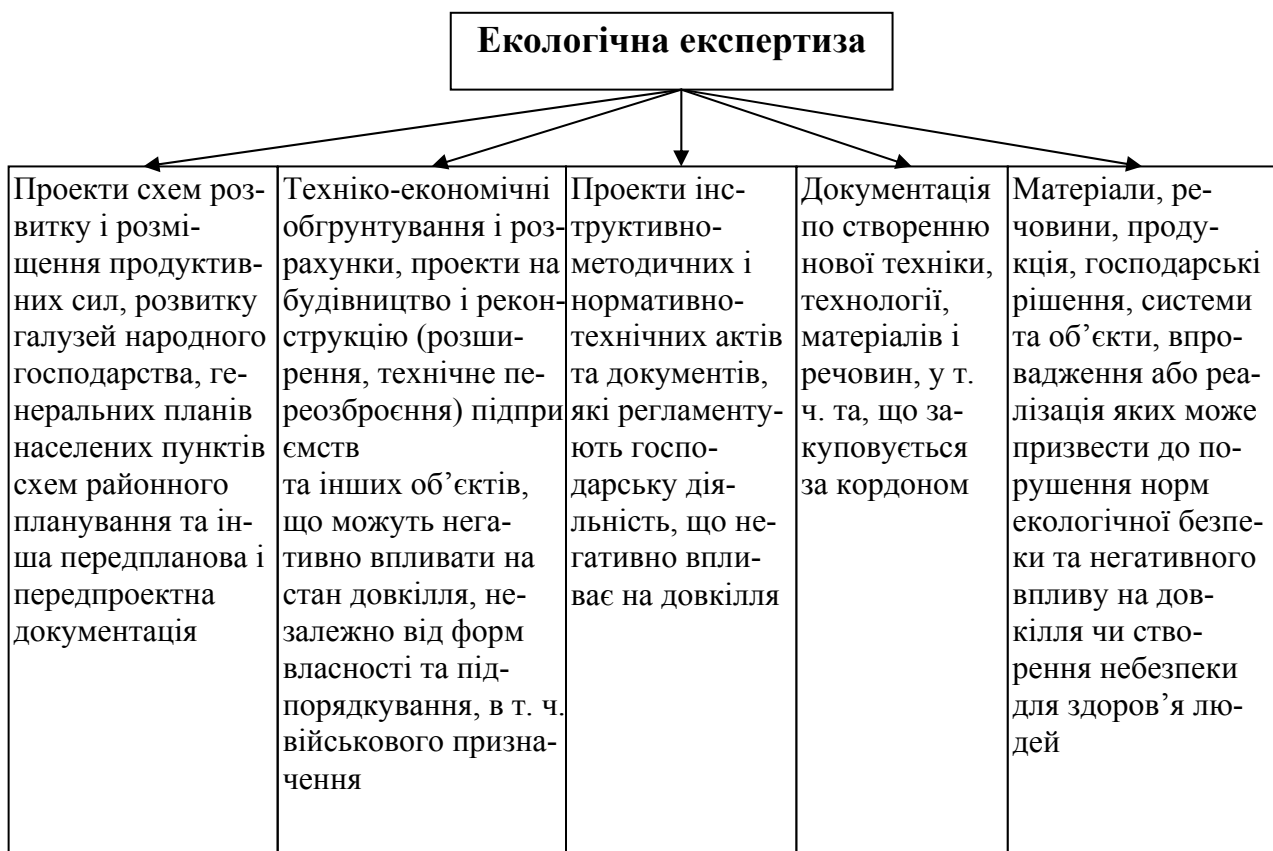 Екологічна експертиза
Проекти схем роз-
витку і розмі-
щення продуктив-
них сил, розвитку
галузей народного
господарства, ге-
неральних планів
населених пунктів
схем районного
планування та ін-
ша передпланова і
передпроектна
документація
Техніко-економічні
обгрунтування і роз-
рахунки, проекти на
будівництво і рекон-
струкцію (розши-
рення, технічне пе-
реозброєння) підпри
ємств
та інших об’єктів,
що можуть нега-
тивно впливати на
стан довкілля, не-
залежно від форм
власності та під-
порядкування, в т. ч.
військового призна-
чення
Проекти інс-
труктивно-
методичних і
нормативно-
технічних актів
та документів,
які регламенту-
ють госпо-
дарську дія-
льність, що не-
гативно впли-
ває на довкілля
Документація
по створенню
нової техніки,
технології,
матеріалів і
речовин, у т.
ч. та, що за-
куповується
за кордоном
Матеріали, ре-
човини, проду-
кція, господарські
рішення, системи
та об’єкти, впро-
вадження або реа-
лізація яких може
призвести до по-
рушення норм
екологічної безпе-
ки та негативного
впливу на дов-
кілля чи ство-
рення небезпеки
для здоров’я лю-
дей